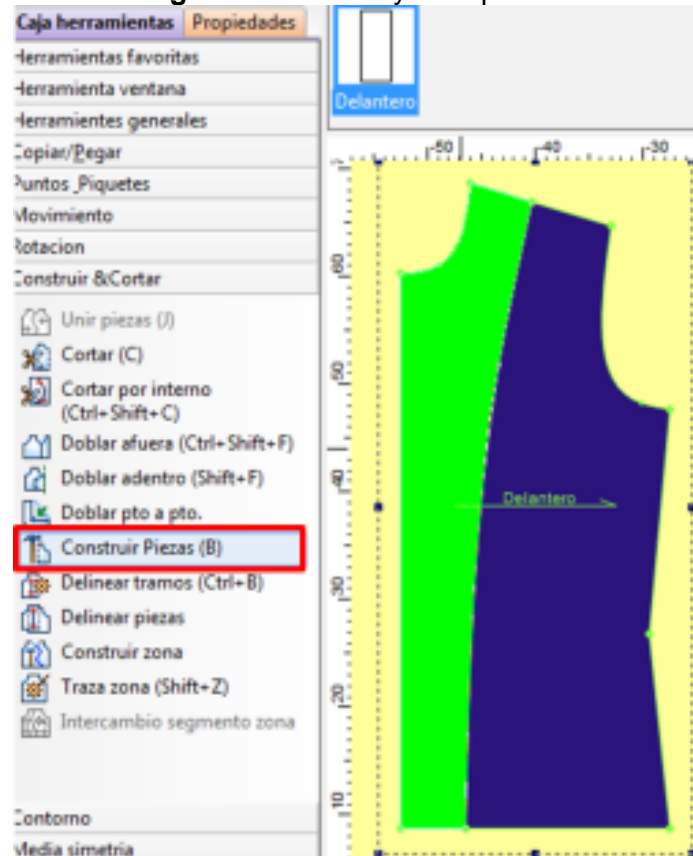 Caja herramientas Propiedades
Herramientas favoritas
Herramienta ventana
Herramientes generales
Copiar/Pegar
Puntos_Piquetes
Movimiento
Rotacion
Construir &Cortar
Unir piezas (J)
Cortar (C)
Cortar por interno
(Ctrl+Shift+C)
Doblar afuera (Ctrl+Shift+F)
Doblar adentro (Shift+F)
Doblar pto a pto.
Construir Piezas (B)
Delinear tramos (Ctrl+B)
Delinear piezas
Construir zona
Traza zona (Shift+Z)
Intercambio segmento zona
Contorno
Media simetria
Delantero
-50 -40 -30
60
50
40
Delantero
30
20
10